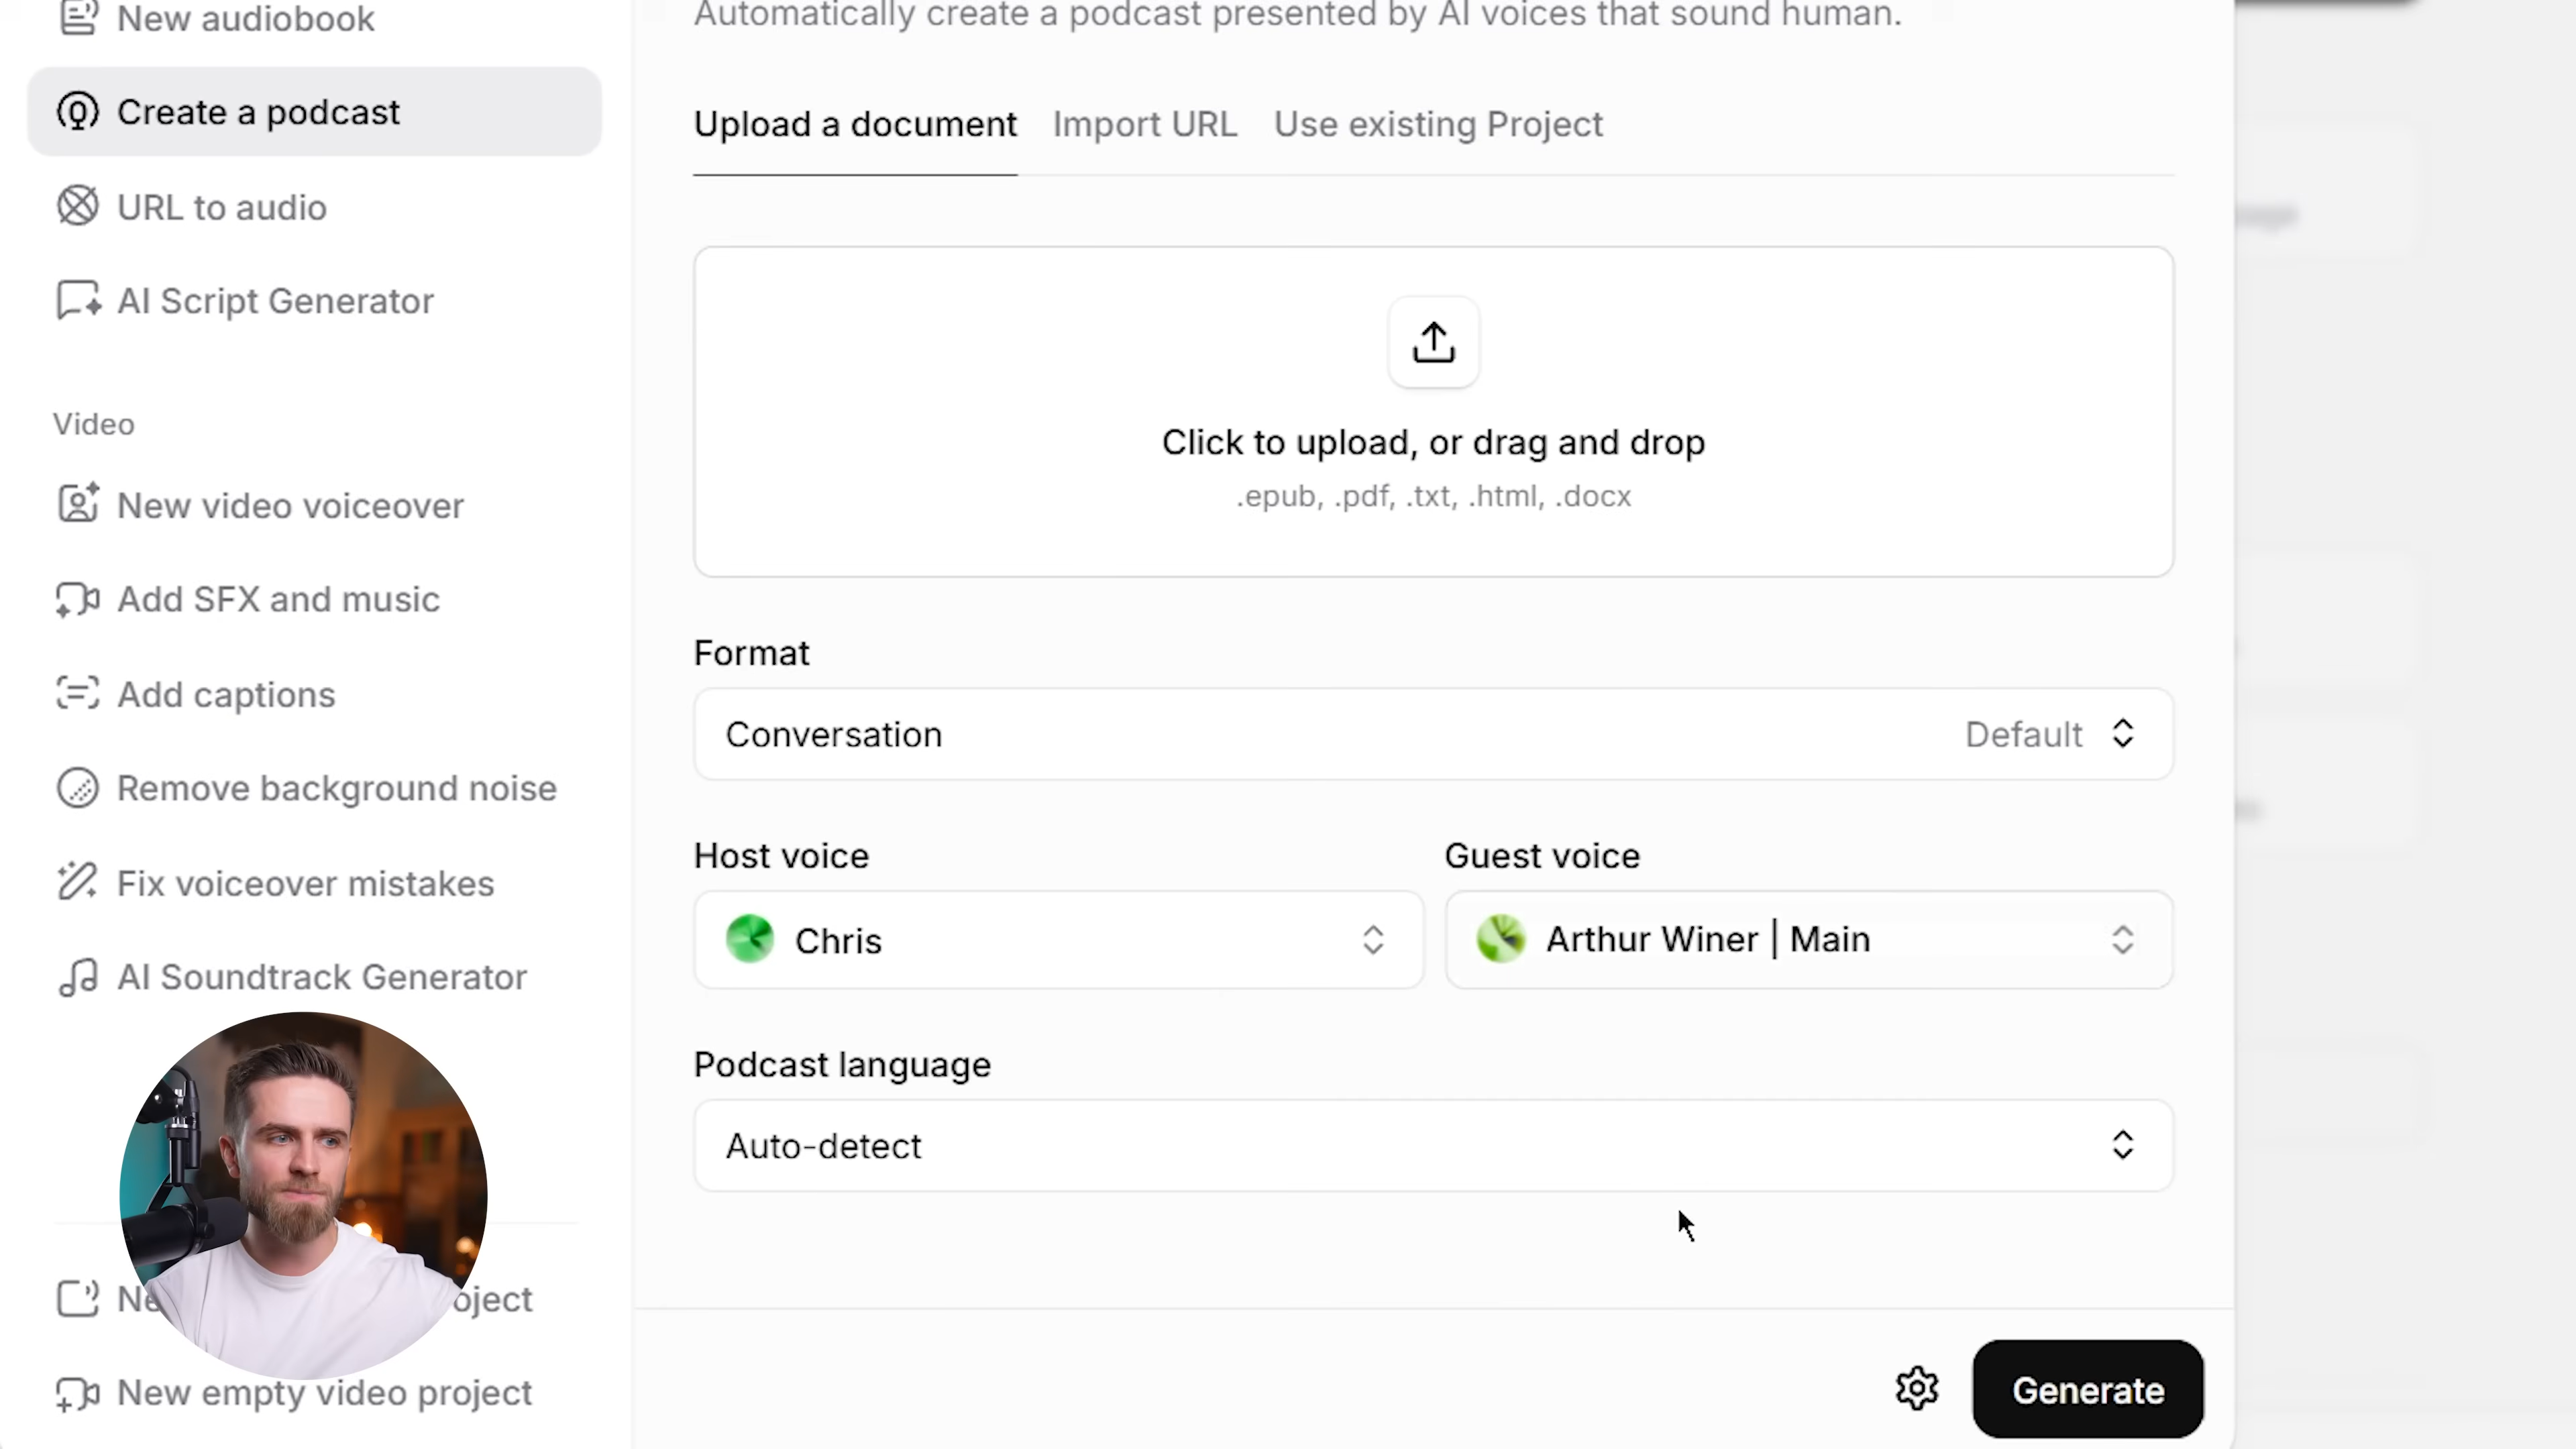 New audiobook
Create a podcast
URL to audio
AI Script Generator
Video
New video voiceover
Add SFX and music
Add captions
Remove background noise
Fix voiceover mistakes
AI Soundtrack Generator
New empty video project
Automatically create a podcast presented by AI voices that sound human.
Upload a document Import URL Use existing Project
Click to upload, or drag and drop
.epub, .pdf, .txt, .html, .docx
Format
Conversation Default
Host voice Guest voice
Chris Arthur Winer | Main
Podcast language
Auto-detect
Generate